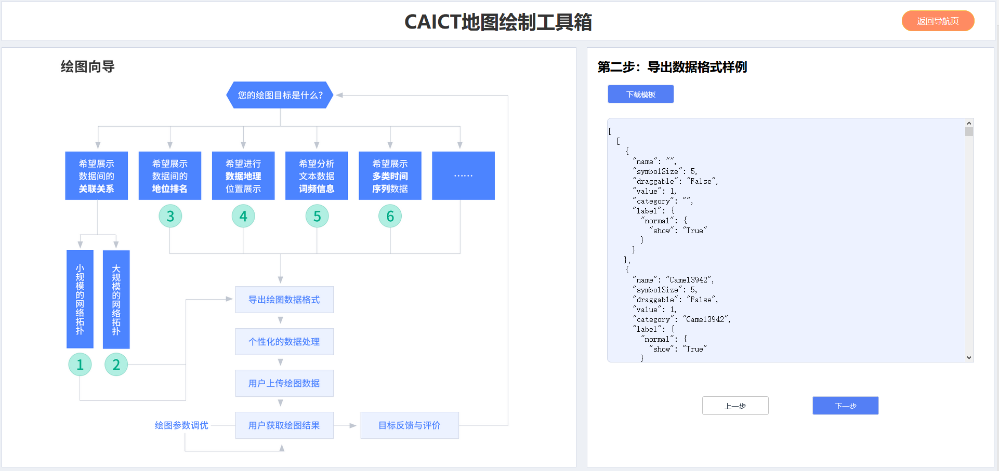 CAICT地图绘制工具箱
返回导航页
绘图向导
您的绘图目标是什么？
希望展示
数据间的
关联关系
希望展示
数据间的
地位排名
希望进行
数据地理
位置展示
希望分析
文本数据
词频信息
希望展示
多类时间
序列数据
……
3
4
5
6
小规模的网络拓扑
大规模的网络拓扑
1
2
导出绘图数据格式
个性化的数据处理
用户上传绘图数据
绘图参数调优
用户获取绘图结果
目标反馈与评价
第二步：导出数据格式样例
下载模板
[
  [
    {
      "name": "",
      "symbolSize": 5,
      "draggable": "False",
      "value": 1,
      "category": "",
      "label": {
        "normal": {
          "show": "True"
        }
      }
    },
    {
      "name": "Camel3942",
      "symbolSize": 5,
      "draggable": "False",
      "value": 1,
      "category": "Camel3942",
      "label": {
        "normal": {
          "show": "True"
        }
上一步
下一步